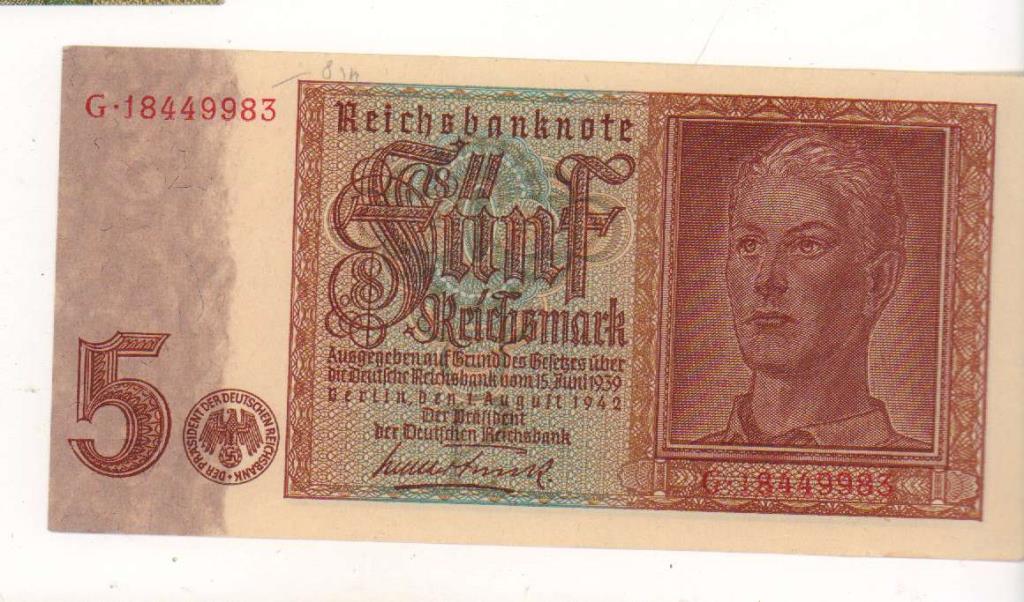 G·18449983
Reichsbanknote
Fünf
Reichsmark
Ausgegeben auf Grund des Gesetzes über
die Deutsche Reichsbank vom 15. Juni 1939
Berlin, den 1. August 1942
Der Präsident
der Deutschen Reichsbank
5
DER PRÄSIDENT DER DEUTSCHEN REICHSBANK
G·18449983